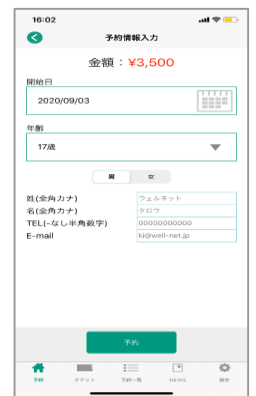 16:02
予約情報入力
金額：¥3,500
開始日
2020/09/03
年齢
17歳
男 女
姓(全角カナ) ウェルネット
名(全角カナ) タロウ
TEL(-なし半角数字) 00000000000
E-mail ki@well-net.jp
予約
予約 チケット 予約一覧 NEWS 設定